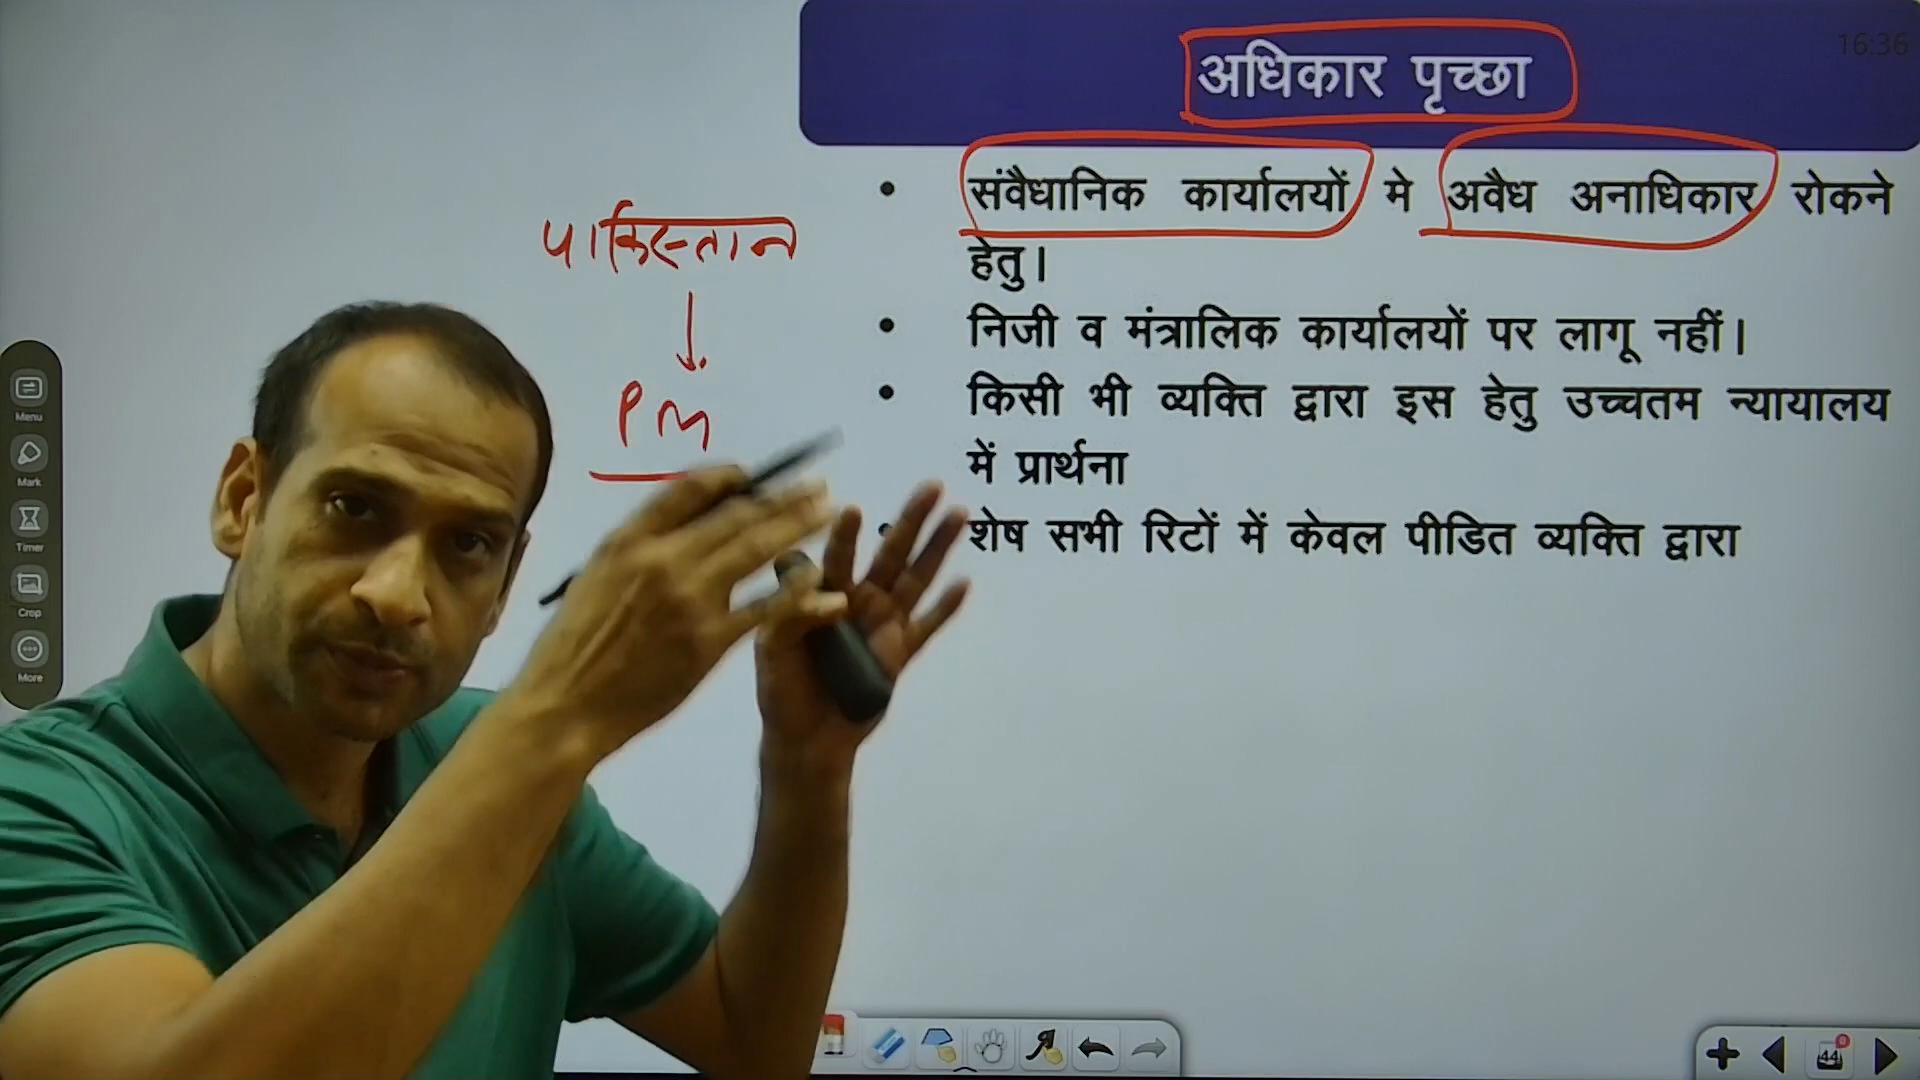 16:36
अधिकार पृच्छा
• संवैधानिक कार्यालयों मे अवैध अनाधिकार रोकने
हेतु।
• निजी व मंत्रालिक कार्यालयों पर लागू नहीं।
• किसी भी व्यक्ति द्वारा इस हेतु उच्चतम न्यायालय
में प्रार्थना
• शेष सभी रिटों में केवल पीडित व्यक्ति द्वारा
पाकिस्तान
PM
Menu
Mark
Timer
Crop
More
44